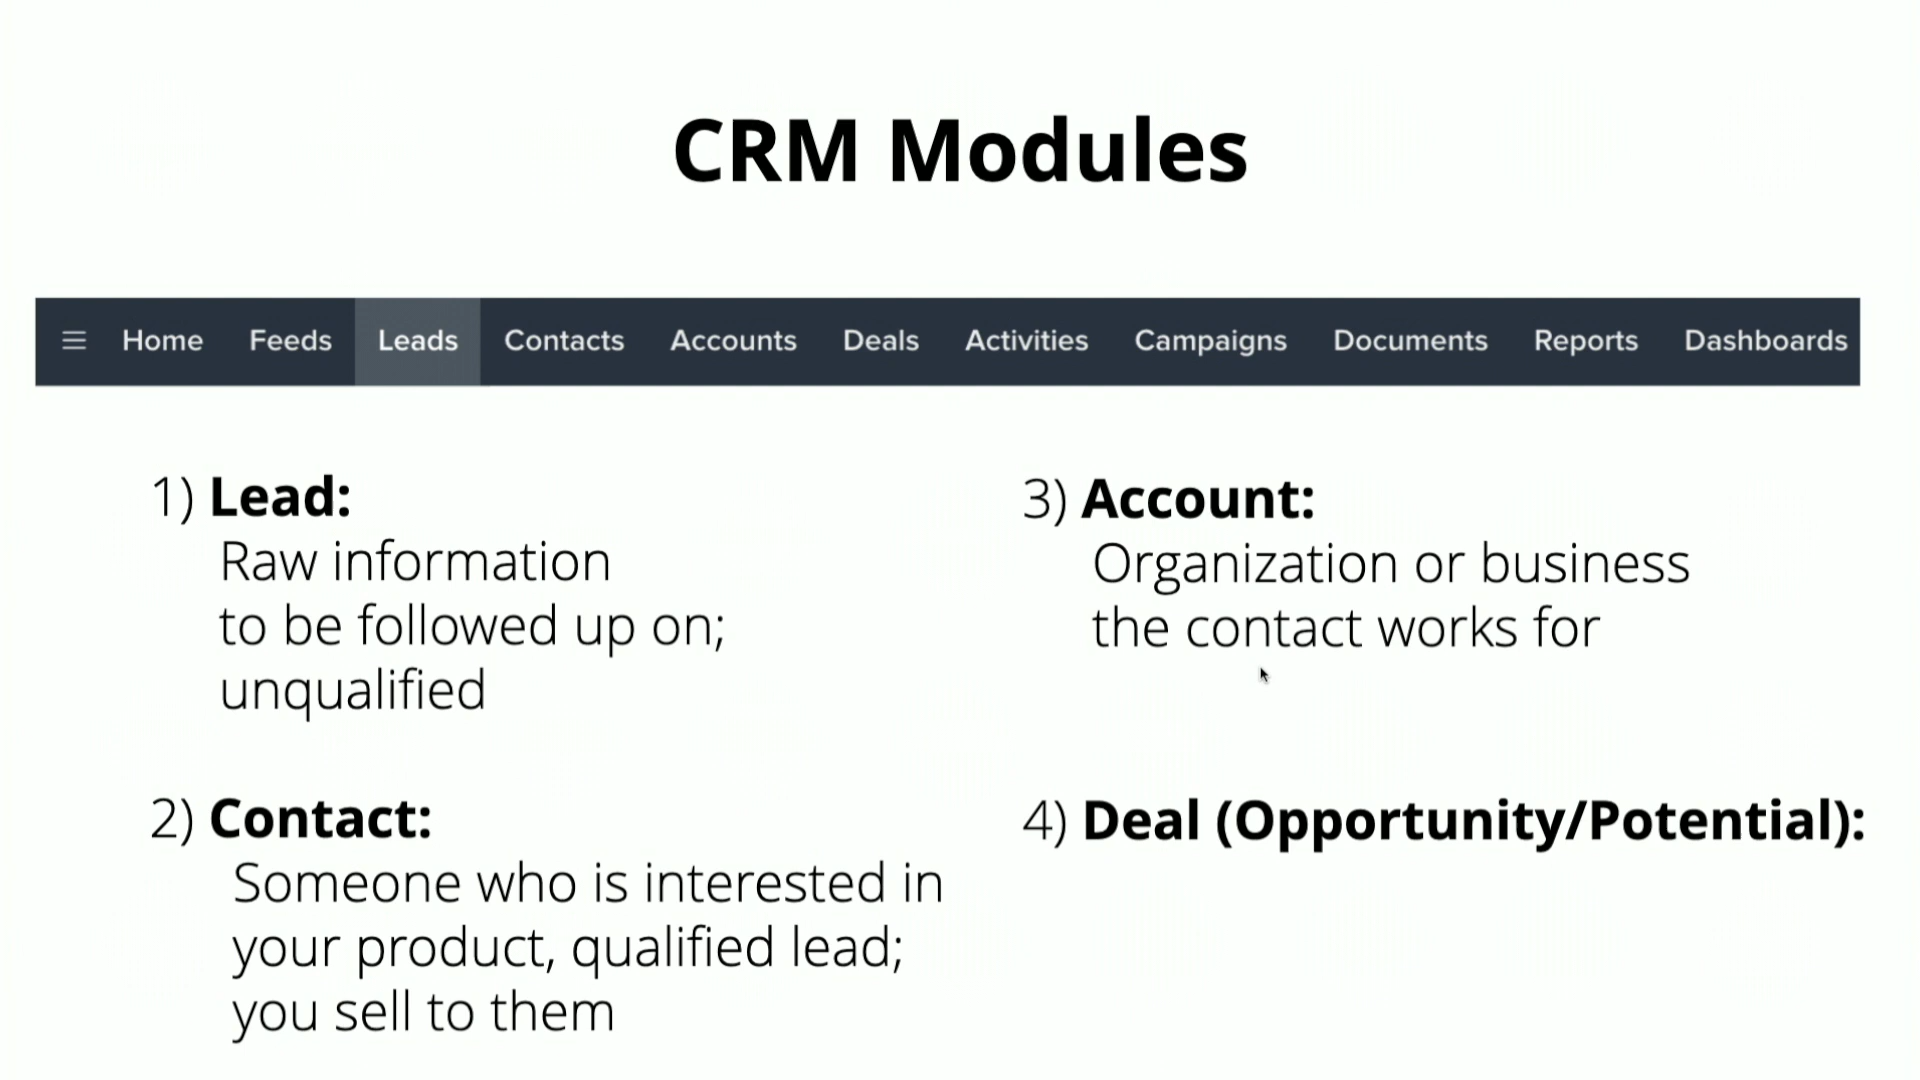 CRM Modules
Home Feeds Leads Contacts Accounts Deals Activities Campaigns Documents Reports Dashboards
1) Lead:
Raw information
to be followed up on;
unqualified
2) Contact:
Someone who is interested in
your product, qualified lead;
you sell to them
3) Account:
Organization or business
the contact works for
4) Deal (Opportunity/Potential):